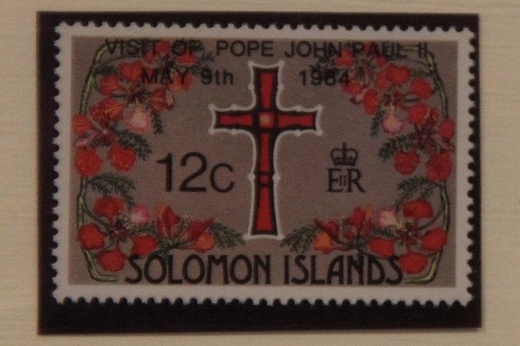 VISIT OF POPE JOHN PAUL II
MAY 9th 1984
12c EIIR
SOLOMON ISLANDS